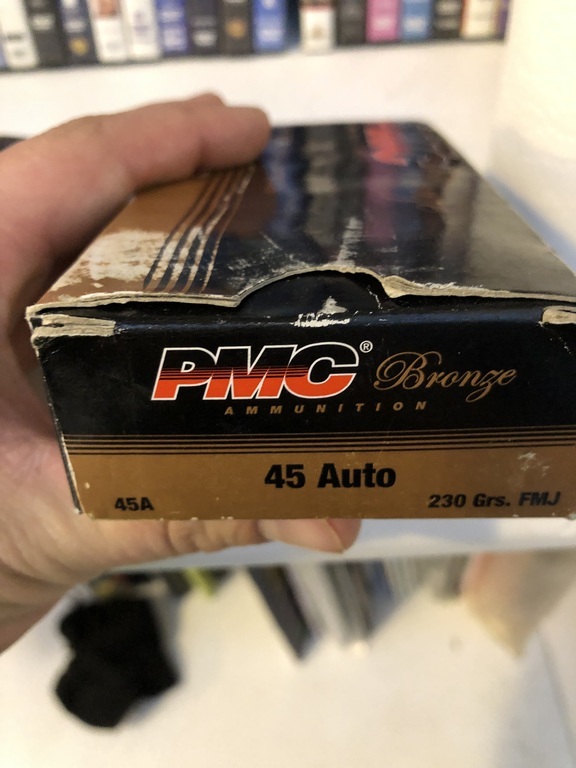 PMC® Bronze
AMMUNITION
45 Auto
45A 230 Grs. FMJ